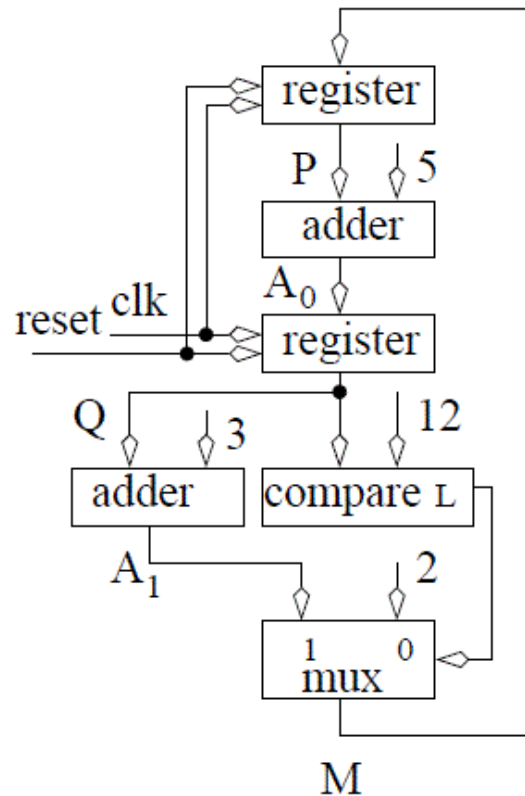 register
P
5
adder
A₀
clk
reset
register
Q
3
12
adder
compare L
A₁
2
1 0
mux
M